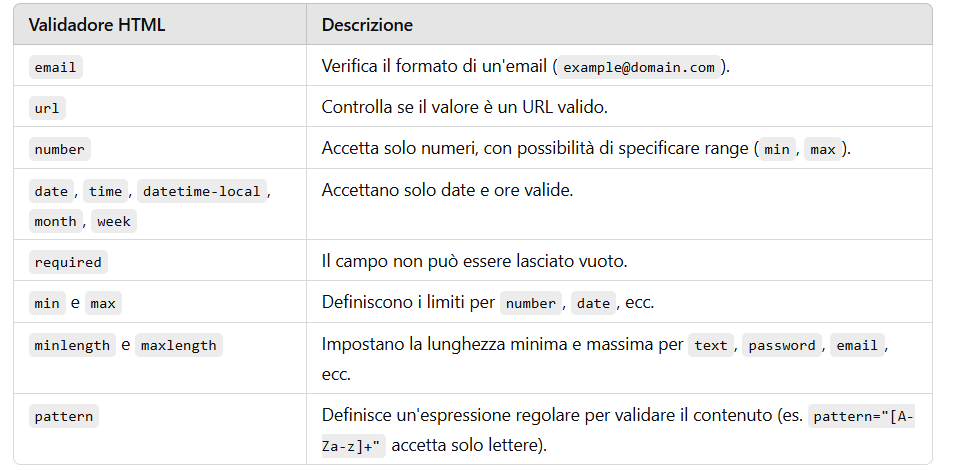 Validadore HTML Descrizione
email Verifica il formato di un'email ( example@domain.com ).
url Controlla se il valore è un URL valido.
number Accetta solo numeri, con possibilità di specificare range ( min , max ).
date , time , datetime-local , Accettano solo date e ore valide.
month , week
required Il campo non può essere lasciato vuoto.
min e max Definiscono i limiti per number , date , ecc.
minlength e maxlength Impostano la lunghezza minima e massima per text , password , email ,
ecc.
pattern Definisce un'espressione regolare per validare il contenuto (es. pattern="[A-
Za-z]+" accetta solo lettere).